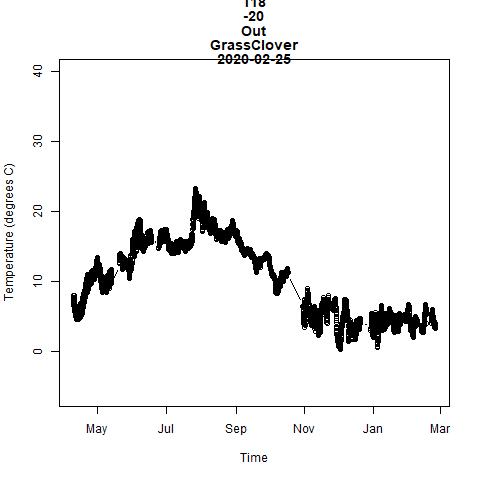 T18
-20
Out
GrassClover
2020-02-25
40
30
20
10
0
Temperature (degrees C)
May Jul Sep Nov Jan Mar
Time